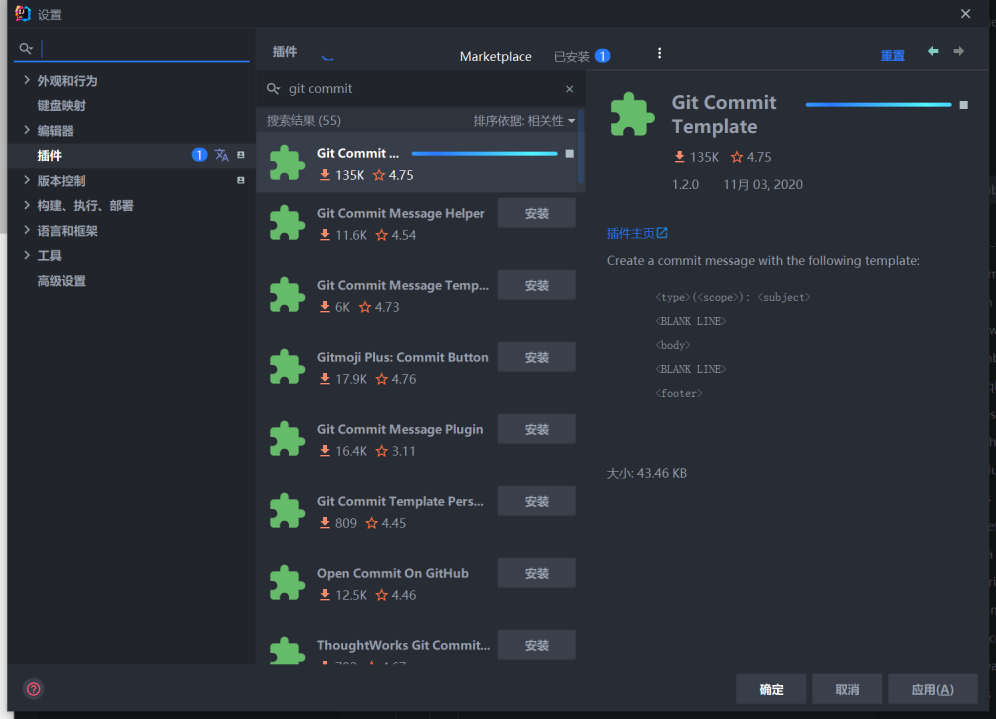 设置
外观和行为
键盘映射
编辑器
插件 1
版本控制
构建、执行、部署
语言和框架
工具
高级设置
插件 Marketplace 已安装 1 重置
git commit
搜索结果 (55) 排序依据: 相关性
Git Commit ...
135K 4.75
Git Commit Message Helper 安装
11.6K 4.54
Git Commit Message Temp... 安装
6K 4.73
Gitmoji Plus: Commit Button 安装
17.9K 4.76
Git Commit Message Plugin 安装
16.4K 3.11
Git Commit Template Pers... 安装
809 4.45
Open Commit On GitHub 安装
12.5K 4.46
ThoughtWorks Git Commit... 安装
Git Commit
Template
135K 4.75
1.2.0 11月 03, 2020
插件主页
Create a commit message with the following template:
<type>(<scope>): <subject>
<BLANK LINE>
<body>
<BLANK LINE>
<footer>
大小: 43.46 KB
? 确定 取消 应用(A)